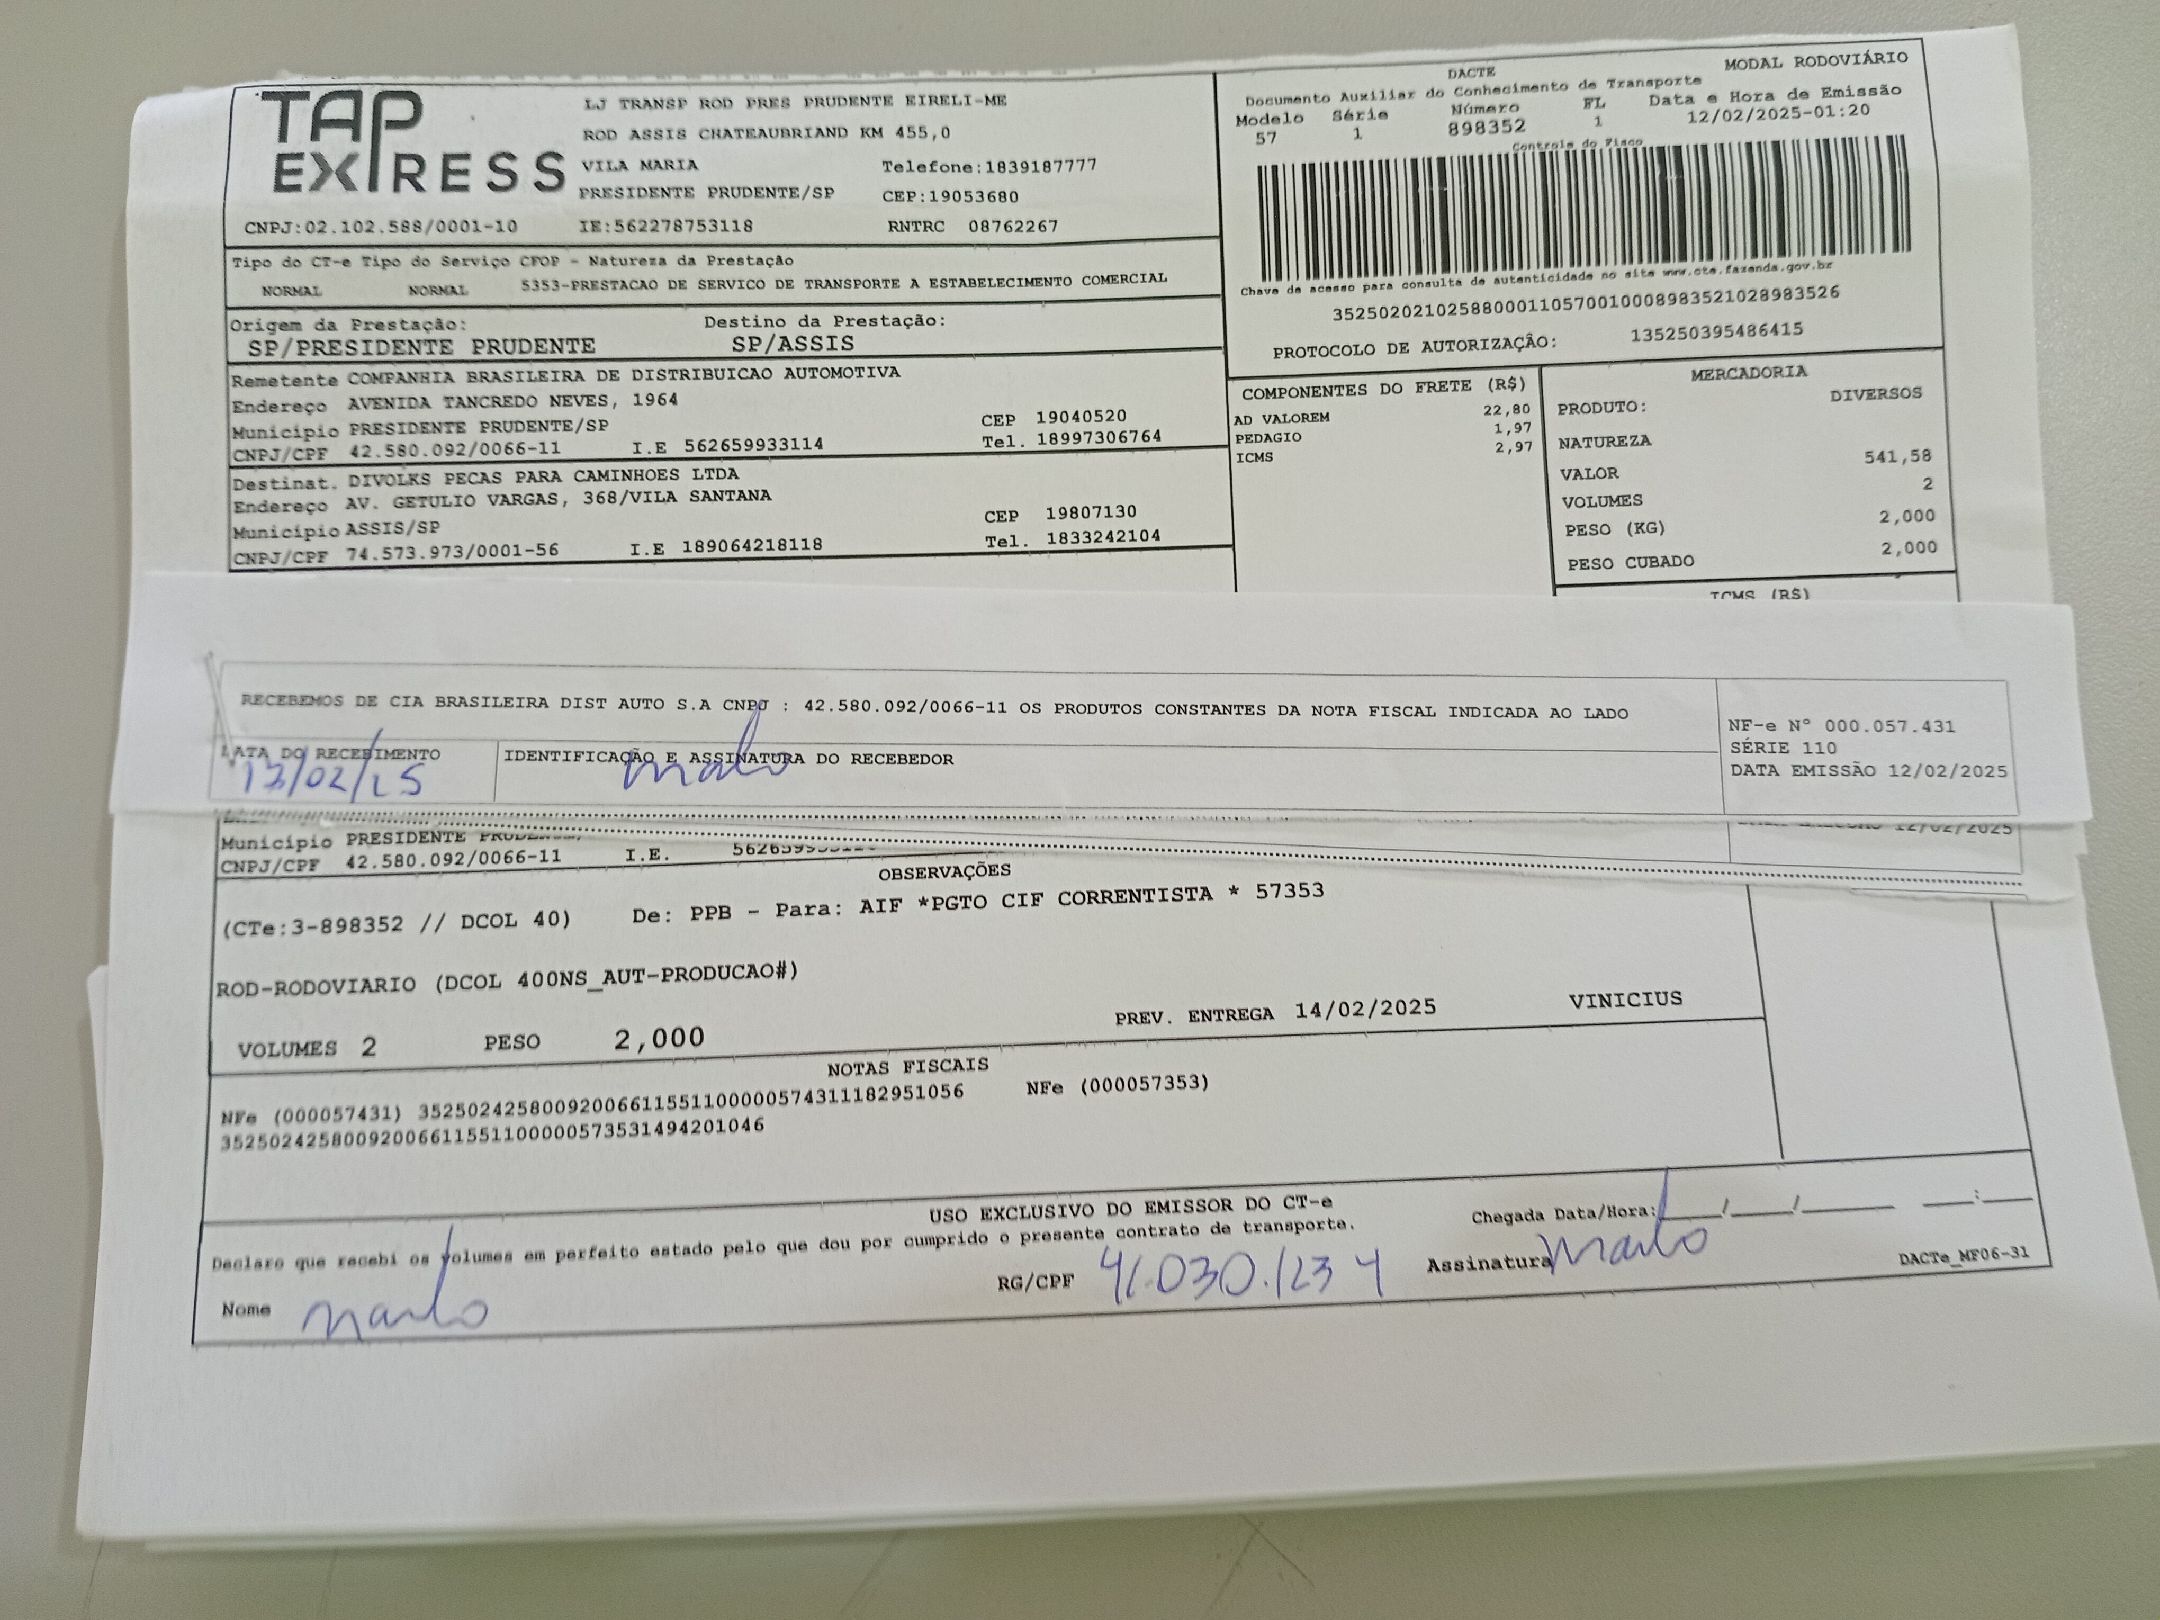 TAP EXPRESS
LJ TRANSP ROD PRES PRUDENTE EIRELI-ME
ROD ASSIS CHATEAUBRIAND KM 455,0
VILA MARIA Telefone:1839187777
PRESIDENTE PRUDENTE/SP CEP:19053680
CNPJ:02.102.588/0001-10 IE:562278753118 RNTRC 08762267
DACTE MODAL RODOVIÁRIO
Documento Auxiliar do Conhecimento de Transporte
Modelo Série Número FL Data e Hora de Emissão
57 1 898352 1 12/02/2025-01:20
Controle do Fisco
Chave de acesso para consulta de autenticidade no site www.cte.fazenda.gov.br
35250202102588000110570010008983521028983526
PROTOCOLO DE AUTORIZAÇÃO: 135250395486415
Tipo do CT-e Tipo do Serviço CFOP - Natureza da Prestação
NORMAL NORMAL 5353-PRESTACAO DE SERVICO DE TRANSPORTE A ESTABELECIMENTO COMERCIAL
Origem da Prestação: Destino da Prestação:
SP/PRESIDENTE PRUDENTE SP/ASSIS
Remetente COMPANHIA BRASILEIRA DE DISTRIBUICAO AUTOMOTIVA
Endereço AVENIDA TANCREDO NEVES, 1964
Município PRESIDENTE PRUDENTE/SP CEP 19040520
CNPJ/CPF 42.580.092/0066-11 I.E 562659933114 Tel. 18997306764
Destinat. DIVOLKS PECAS PARA CAMINHOES LTDA
Endereço AV. GETULIO VARGAS, 368/VILA SANTANA
Município ASSIS/SP CEP 19807130
CNPJ/CPF 74.573.973/0001-56 I.E 189064218118 Tel. 1833242104
COMPONENTES DO FRETE (R$)
AD VALOREM 22,80
PEDAGIO 1,97
ICMS 2,97
MERCADORIA
PRODUTO: DIVERSOS
NATUREZA
VALOR 541,58
VOLUMES 2
PESO (KG) 2,000
PESO CUBADO 2,000
ICMS (R$)
RECEBEMOS DE CIA BRASILEIRA DIST AUTO S.A CNPJ : 42.580.092/0066-11 OS PRODUTOS CONSTANTES DA NOTA FISCAL INDICADA AO LADO
DATA DO RECEBIMENTO IDENTIFICAÇÃO E ASSINATURA DO RECEBEDOR
13/02/25
NF-e N° 000.057.431
SÉRIE 110
DATA EMISSÃO 12/02/2025
12/02/2025
Município PRESIDENTE
CNPJ/CPF 42.580.092/0066-11 I.E.
OBSERVAÇÕES
(CTe:3-898352 // DCOL 40) De: PPB - Para: AIF *PGTO CIF CORRENTISTA * 57353
ROD-RODOVIARIO (DCOL 400NS_AUT-PRODUCAO#)
VOLUMES 2 PESO 2,000 PREV. ENTREGA 14/02/2025 VINICIUS
NOTAS FISCAIS
NFe (000057431) 35250242580092006611551100000574311182951056 NFe (000057353)
35250242580092006611551100000573531494201046
USO EXCLUSIVO DO EMISSOR DO CT-e
Declaro que recebi os volumes em perfeito estado pelo que dou por cumprido o presente contrato de transporte.
Chegada Data/Hora:____/____/______ ___:___
Nome RG/CPF 41.030.123 4 Assinatura
DACTe_MF06-31